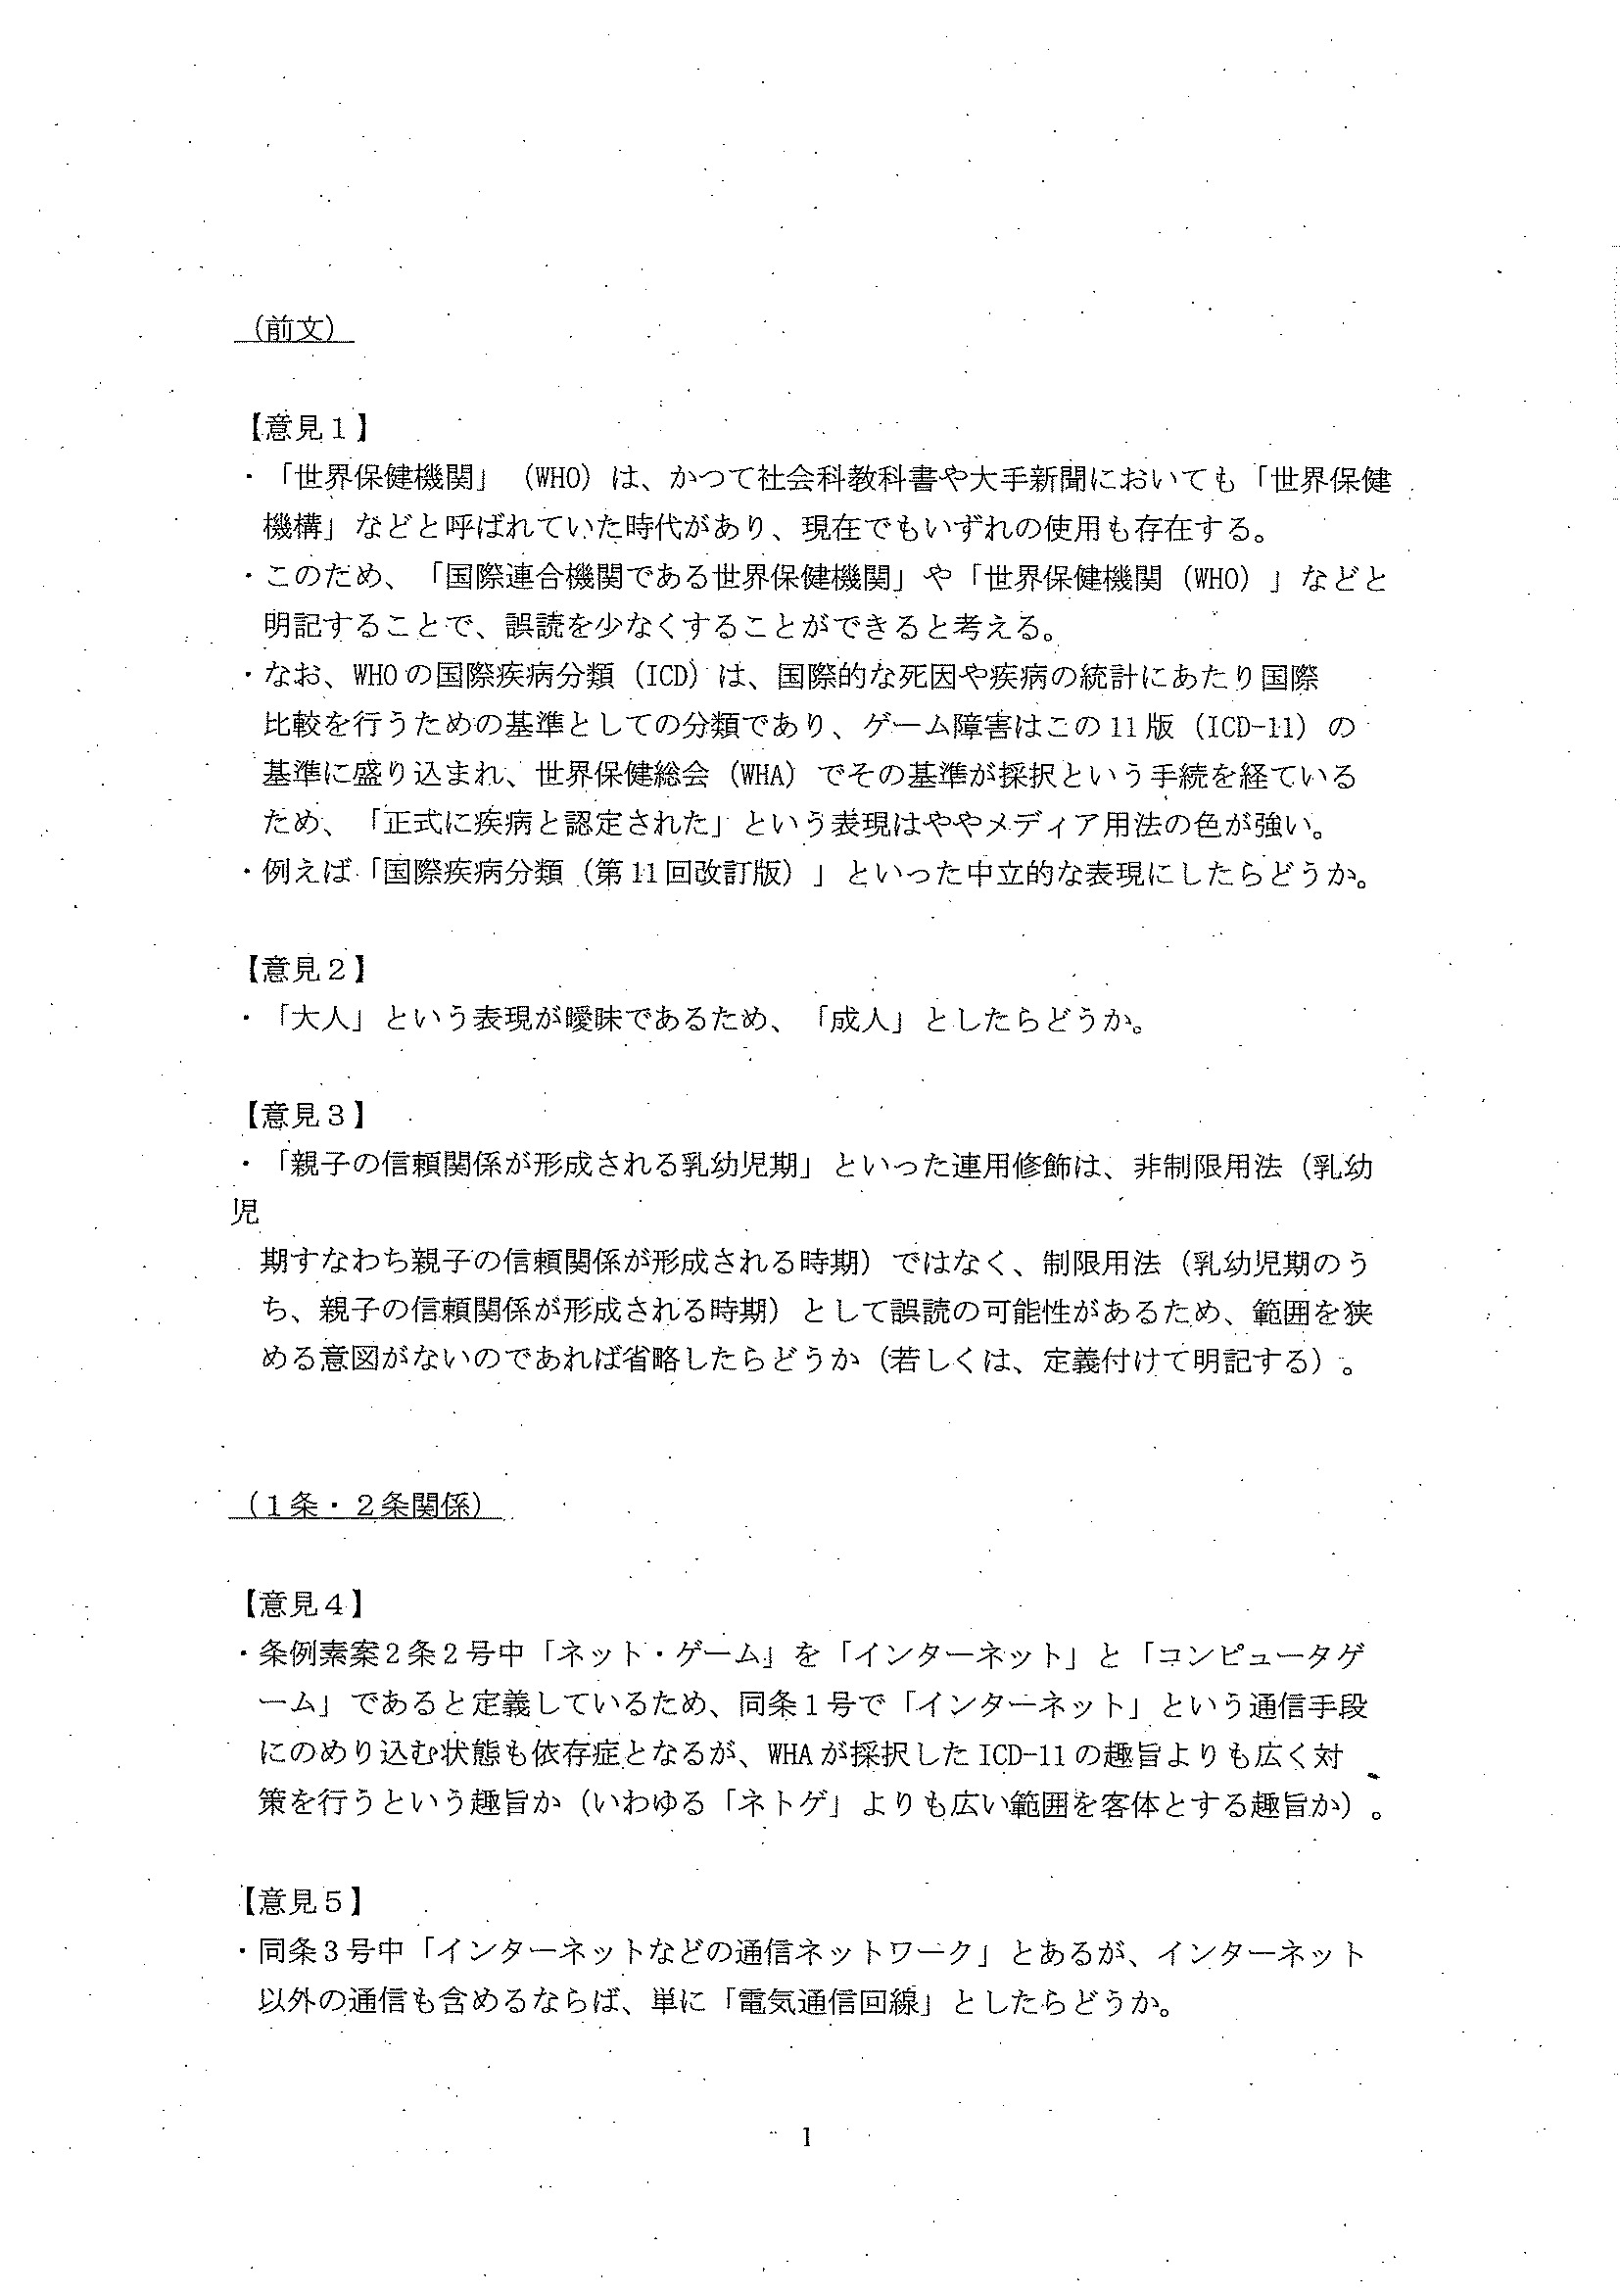 （前文）
【意見１】
・「世界保健機関」（WHO）は、かつて社会科教科書や大手新聞においても「世界保健
機構」などと呼ばれていた時代があり、現在でもいずれの使用も存在する。
・このため、「国際連合機関である世界保健機関」や「世界保健機関（WHO）」などと
明記することで、誤読を少なくすることができると考える。
・なお、WHOの国際疾病分類（ICD）は、国際的な死因や疾病の統計にあたり国際
比較を行うための基準としての分類であり、ゲーム障害はこの11版（ICD-11）の
基準に盛り込まれ、世界保健総会（WHA）でその基準が採択という手続を経ている
ため、「正式に疾病と認定された」という表現はややメディア用法の色が強い。
・例えば「国際疾病分類（第11回改訂版）」といった中立的な表現にしたらどうか。
【意見２】
・「大人」という表現が曖昧であるため、「成人」としたらどうか。
【意見３】
・「親子の信頼関係が形成される乳幼児期」といった連用修飾は、非制限用法（乳幼
児
期すなわち親子の信頼関係が形成される時期）ではなく、制限用法（乳幼児期のう
ち、親子の信頼関係が形成される時期）として誤読の可能性があるため、範囲を狭
める意図がないのであれば省略したらどうか（若しくは、定義付けて明記する）。
（１条・２条関係）
【意見４】
・条例素案２条２号中「ネット・ゲーム」を「インターネット」と「コンピュータゲ
ーム」であると定義しているため、同条１号で「インターネット」という通信手段
にのめり込む状態も依存症となるが、WHAが採択したICD-11の趣旨よりも広く対
策を行うという趣旨か（いわゆる「ネトゲ」よりも広い範囲を客体とする趣旨か）。
【意見５】
・同条３号中「インターネットなどの通信ネットワーク」とあるが、インターネット
以外の通信も含めるならば、単に「電気通信回線」としたらどうか。
1